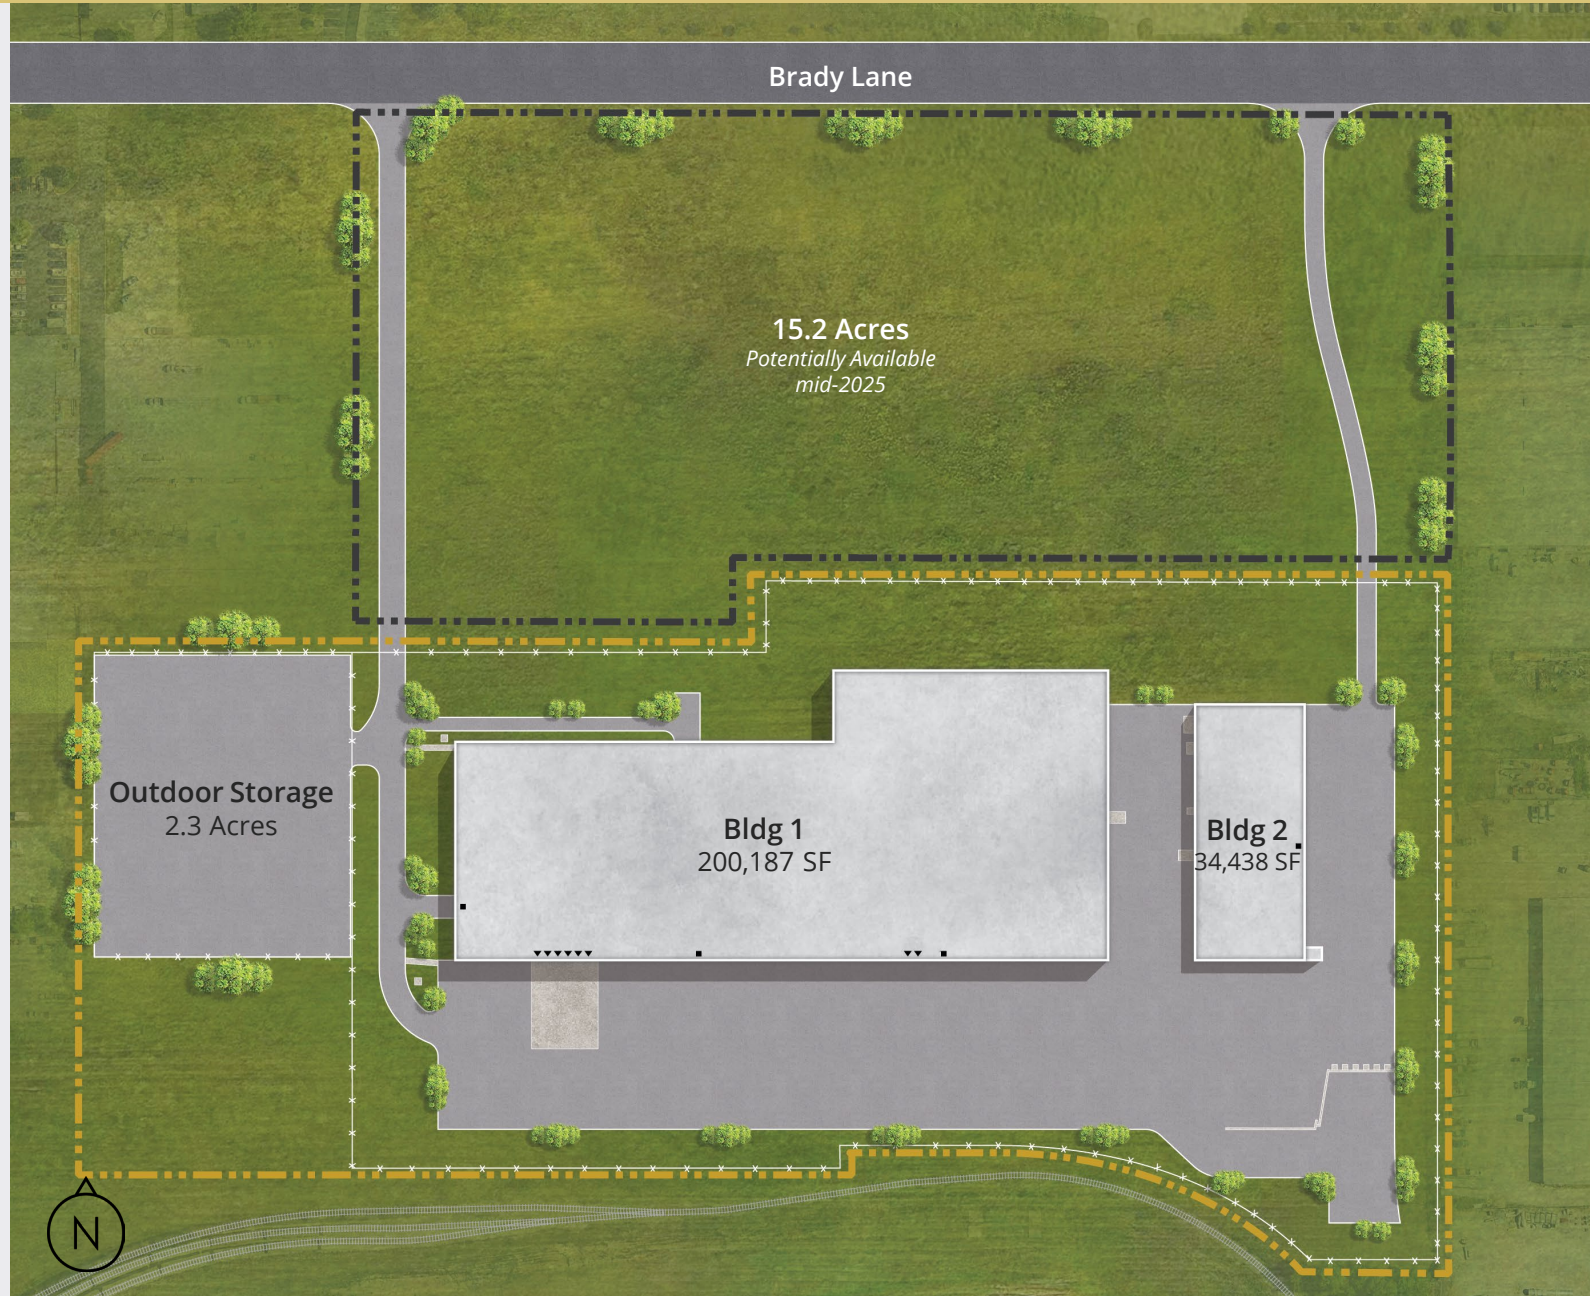 Brady Lane
15.2 Acres
Potentially Available
mid-2025
Outdoor Storage
2.3 Acres
Bldg 1
200,187 SF
Bldg 2
34,438 SF
N